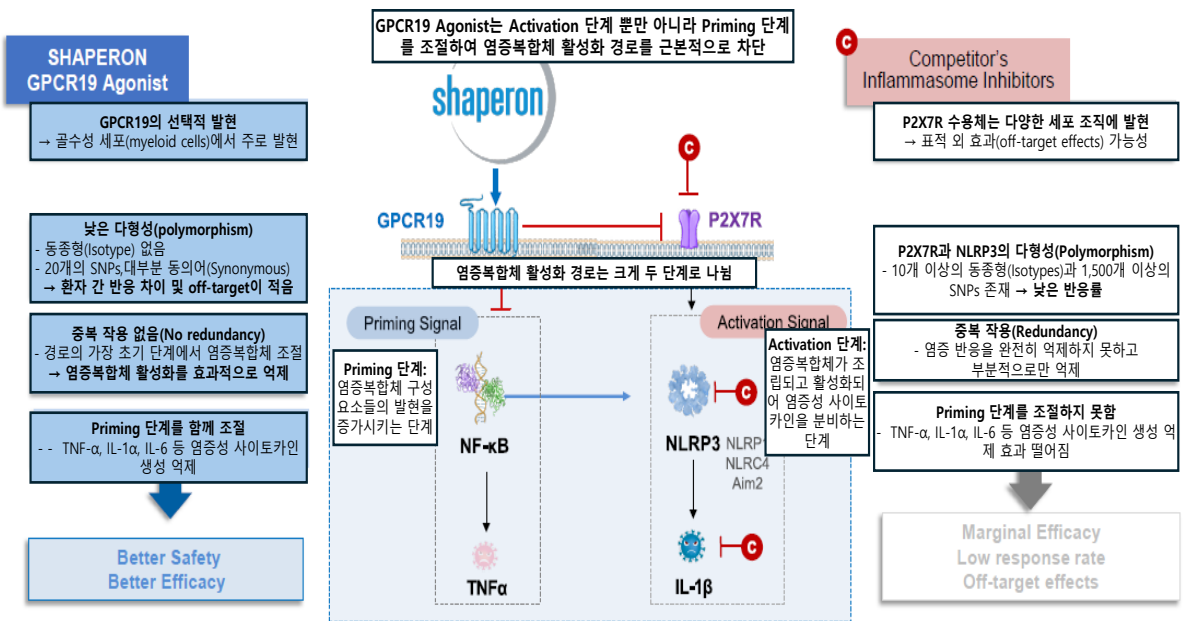 GPCR19 Agonist는 Activation 단계 뿐만 아니라 Priming 단계
를 조절하여 염증복합체 활성화 경로를 근본적으로 차단
SHAPERON
GPCR19 Agonist
GPCR19의 선택적 발현
→ 골수성 세포(myeloid cells)에서 주로 발현
낮은 다형성(polymorphism)
- 동종형(Isotype) 없음
- 20개의 SNPs,대부분 동의어(Synonymous)
→ 환자 간 반응 차이 및 off-target이 적음
중복 작용 없음(No redundancy)
- 경로의 가장 초기 단계에서 염증복합체 조절
→ 염증복합체 활성화를 효과적으로 억제
Priming 단계를 함께 조절
- - TNF-α, IL-1α, IL-6 등 염증성 사이토카인
생성 억제
Better Safety
Better Efficacy
shaperon
C
GPCR19
P2X7R
염증복합체 활성화 경로는 크게 두 단계로 나뉨
Priming Signal
Priming 단계:
염증복합체 구성
요소들의 발현을
증가시키는 단계
NF-κB
TNFα
Activation Signal
Activation 단계:
염증복합체가 조
립되고 활성화되
어 염증성 사이토
카인을 분비하는
단계
C
NLRP3
NLRP1
NLRC4
Aim2
C
IL-1β
C
Competitor's
Inflammasome Inhibitors
P2X7R 수용체는 다양한 세포 조직에 발현
→ 표적 외 효과(off-target effects) 가능성
P2X7R과 NLRP3의 다형성(Polymorphism)
- 10개 이상의 동종형(Isotypes)과 1,500개 이상의
SNPs 존재 → 낮은 반응률
중복 작용(Redundancy)
- 염증 반응을 완전히 억제하지 못하고
부분적으로만 억제
Priming 단계를 조절하지 못함
- TNF-α, IL-1α, IL-6 등 염증성 사이토카인 생성 억
제 효과 떨어짐
Marginal Efficacy
Low response rate
Off-target effects